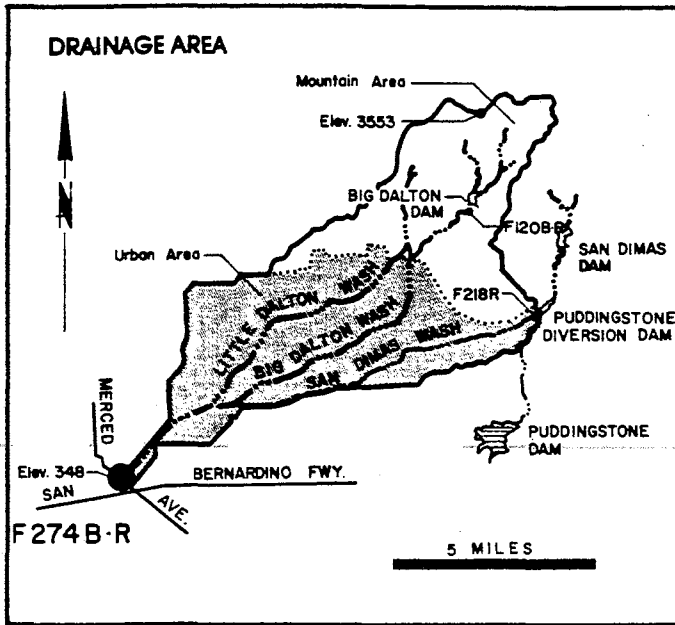 DRAINAGE AREA
Mountain Area
Elev. 3553
N
BIG DALTON
DAM
F120B-R
SAN DIMAS
DAM
Urban Area
F218R
PUDDINGSTONE
DIVERSION DAM
LITTLE DALTON WASH
BIG DALTON WASH
SAN DIMAS WASH
MERCED
AVE.
PUDDINGSTONE
DAM
Elev. 348
SAN BERNARDINO FWY.
F274B-R
5 MILES